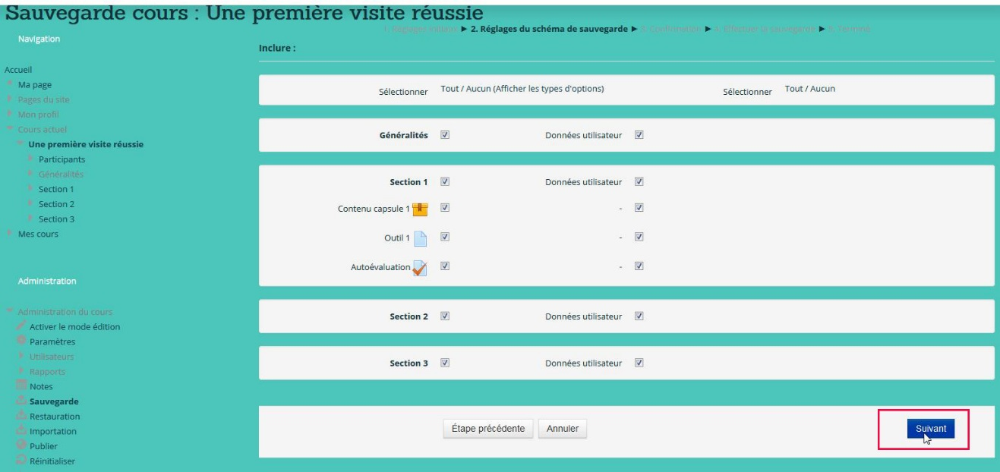 Sauvegarde cours : Une première visite réussie
1. Réglages initiaux ► 2. Réglages du schéma de sauvegarde ► 3. Confirmation ► 4. Effectuer la sauvegarde ► 5. Terminé
Navigation
Accueil
Ma page
Pages du site
Mon profil
Cours actuel
Une première visite réussie
Participants
Généralités
Section 1
Section 2
Section 3
Mes cours
Administration
Administration du cours
Activer le mode édition
Paramètres
Utilisateurs
Rapports
Notes
Sauvegarde
Restauration
Importation
Publier
Réinitialiser
Inclure :
Sélectionner Tout / Aucun (Afficher les types d'options) Sélectionner Tout / Aucun
Généralités Données utilisateur
Section 1 Données utilisateur
Contenu capsule 1 -
Outil 1 -
Autoévaluation -
Section 2 Données utilisateur
Section 3 Données utilisateur
Étape précédente Annuler Suivant